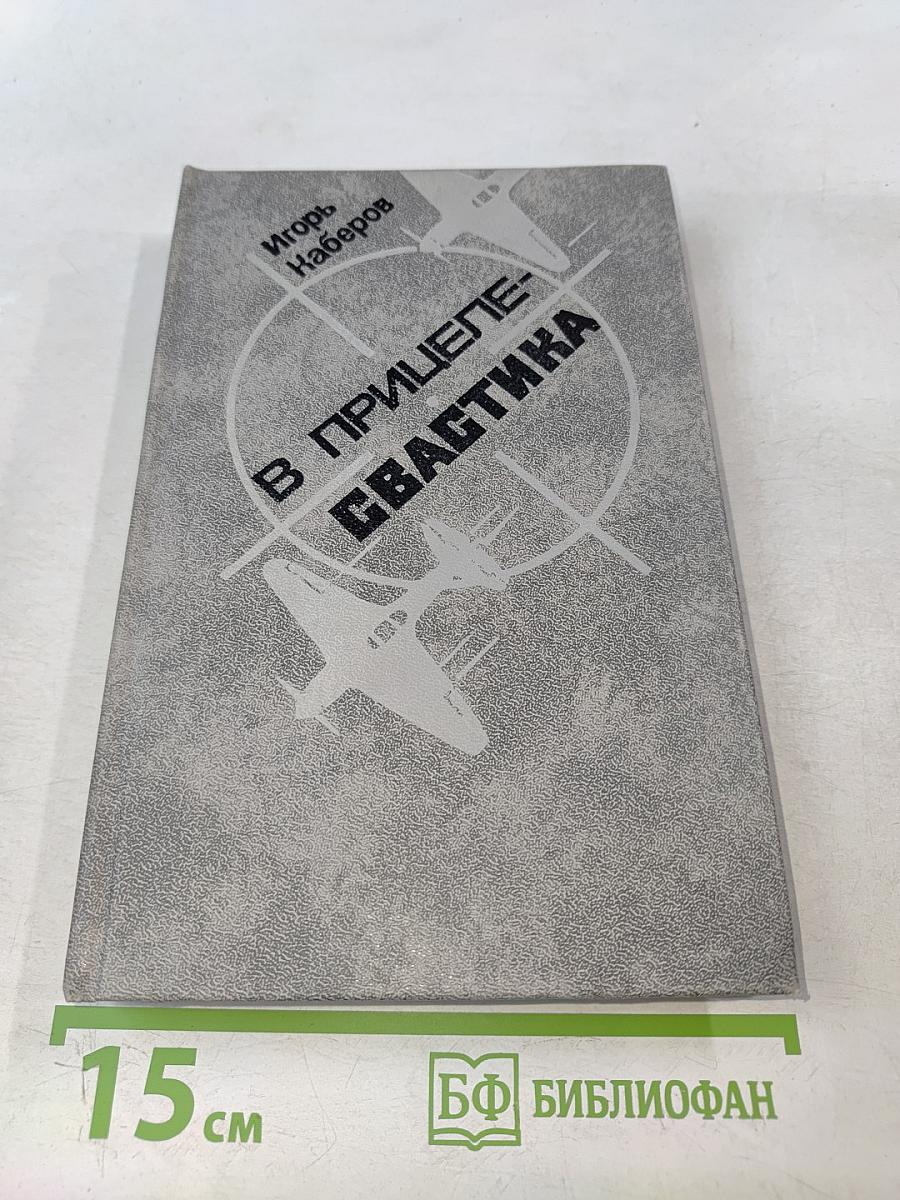 Игорь
Каберов
В ПРИЦЕЛЕ-
СВАСТИКА
15 см
БФ БИБЛИОФАН